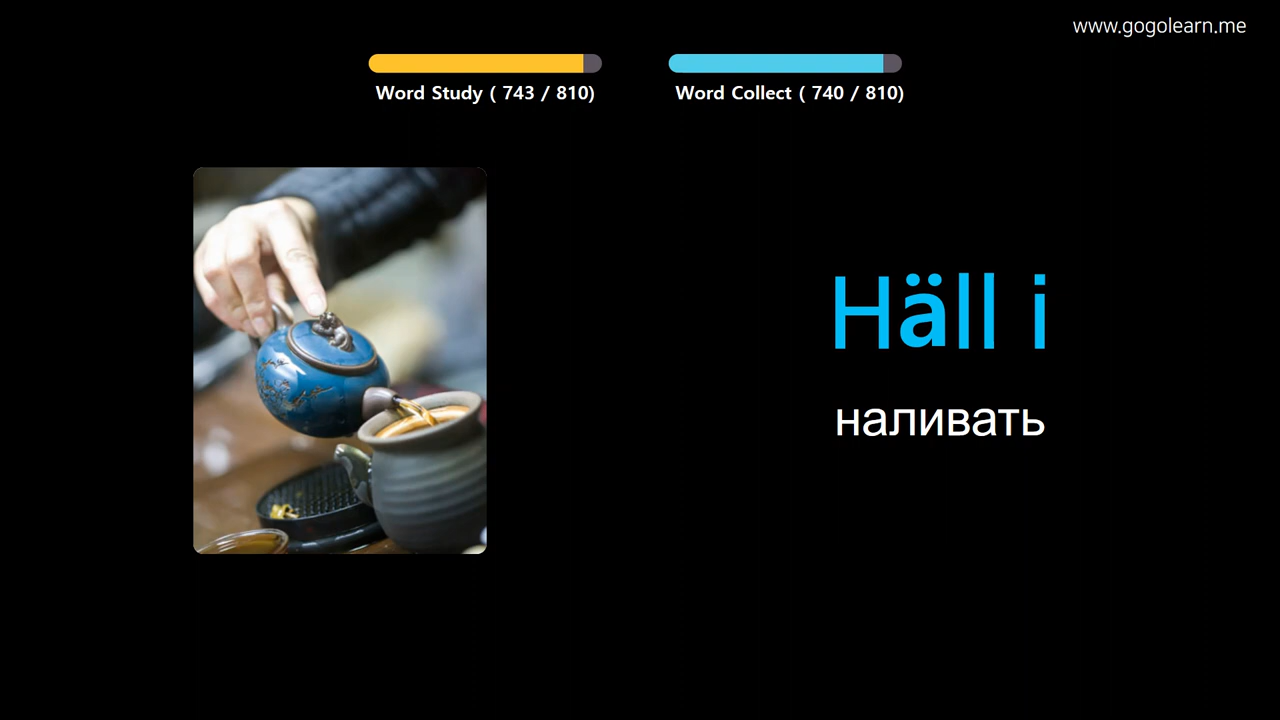 www.gogolearn.me
Word Study ( 743 / 810)
Word Collect ( 740 / 810)
Häll i
наливать